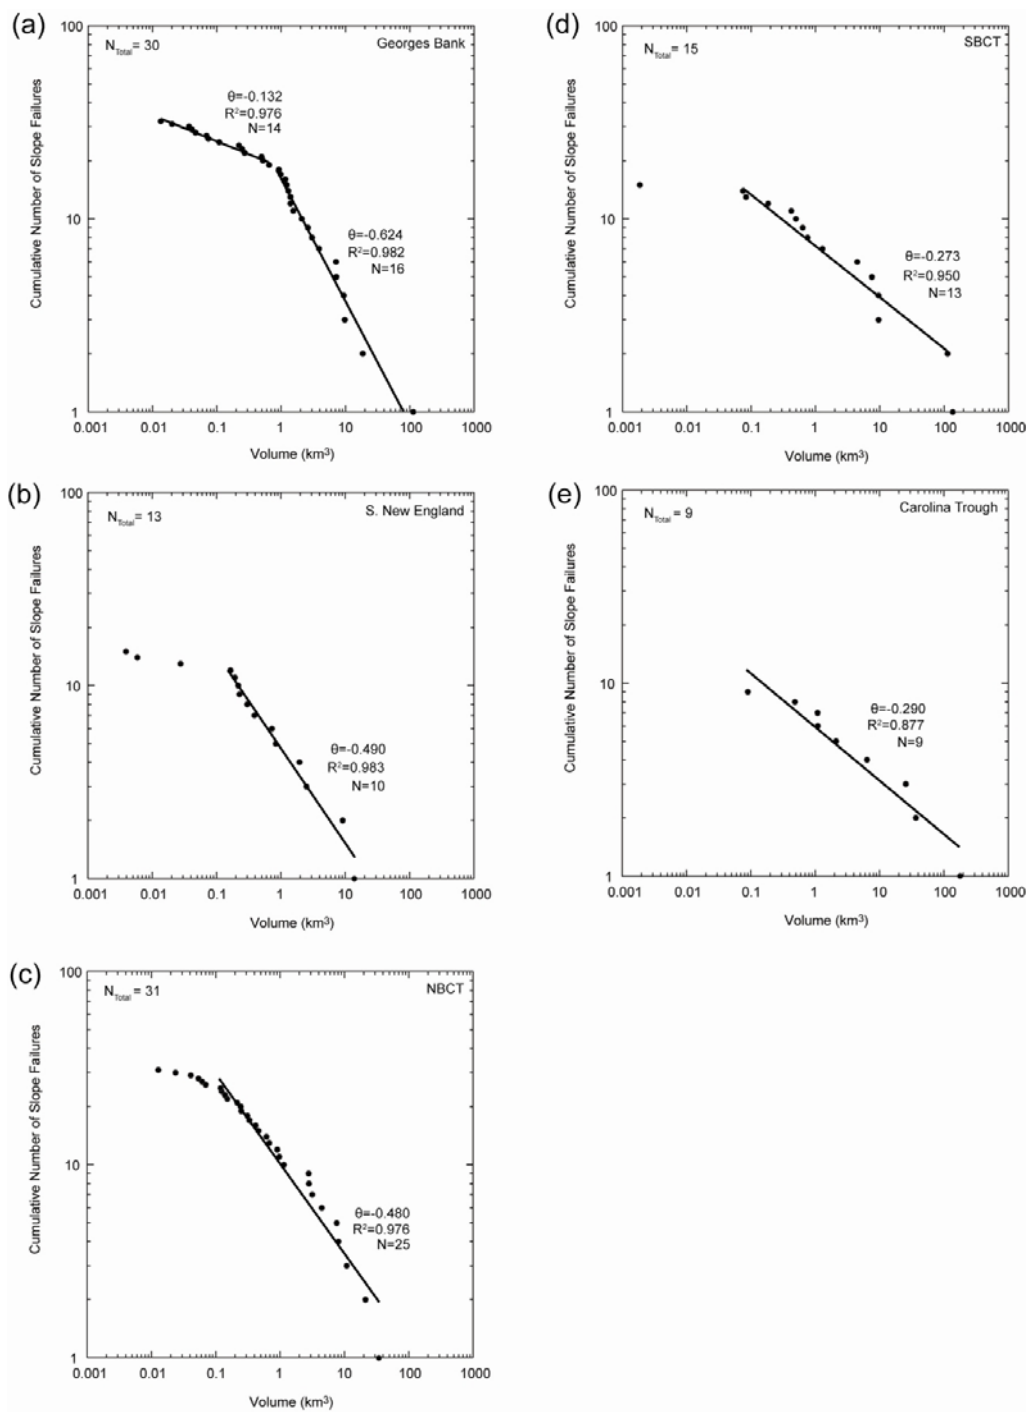 (a)
N_Total = 30
Georges Bank
θ=-0.132
R²=0.976
N=14
θ=-0.624
R²=0.982
N=16
Cumulative Number of Slope Failures
100
10
1
0.001 0.01 0.1 1 10 100 1000
Volume (km³)
(d)
N_Total = 15
SBCT
θ=-0.273
R²=0.950
N=13
Cumulative Number of Slope Failures
100
10
1
0.001 0.01 0.1 1 10 100 1000
Volume (km³)
(b)
N_Total = 13
S. New England
θ=-0.490
R²=0.983
N=10
Cumulative Number of Slope Failures
100
10
1
0.001 0.01 0.1 1 10 100 1000
Volume (km³)
(e)
N_Total = 9
Carolina Trough
θ=-0.290
R²=0.877
N=9
Cumulative Number of Slope Failures
100
10
1
0.001 0.01 0.1 1 10 100 1000
Volume (km³)
(c)
N_Total = 31
NBCT
θ=-0.480
R²=0.976
N=25
Cumulative Number of Slope Failures
100
10
1
0.001 0.01 0.1 1 10 100 1000
Volume (km³)